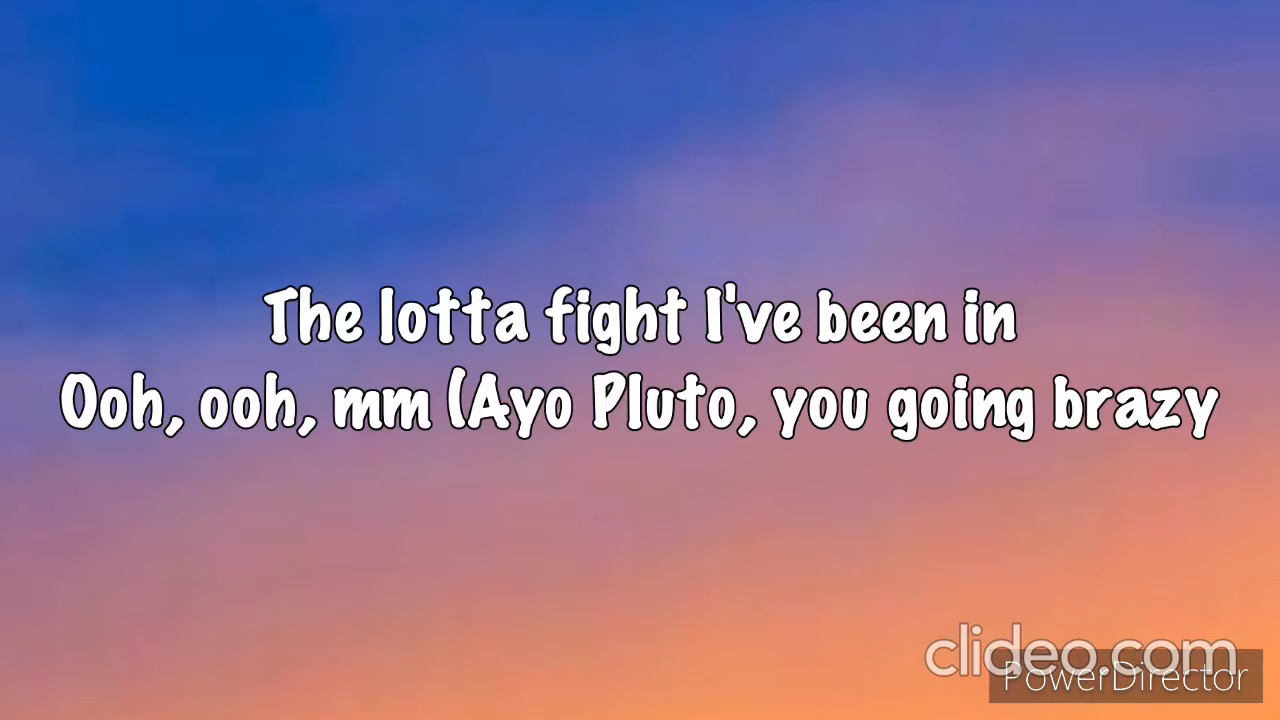 The lotta fight I've been in
Ooh, ooh, mm (Ayo Pluto, you going brazy
clideo.com
PowerDirector